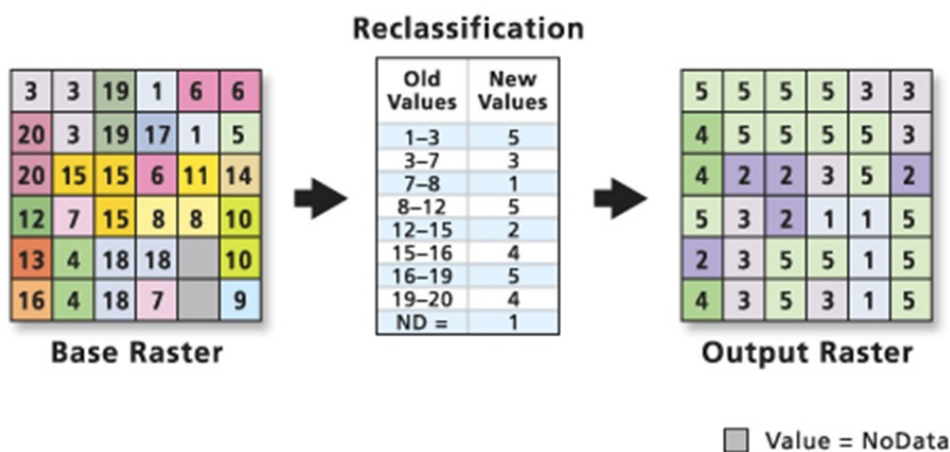 Reclassification
3 3 19 1 6 6
20 3 19 17 1 5
20 15 15 6 11 14
12 7 15 8 8 10
13 4 18 18 10
16 4 18 7 9
Base Raster
Old Values New Values
1–3 5
3–7 3
7–8 1
8–12 5
12–15 2
15–16 4
16–19 5
19–20 4
ND = 1
5 5 5 5 3 3
4 5 5 5 5 3
4 2 2 3 5 2
5 3 2 1 1 5
2 3 5 5 1 5
4 3 5 3 1 5
Output Raster
Value = NoData